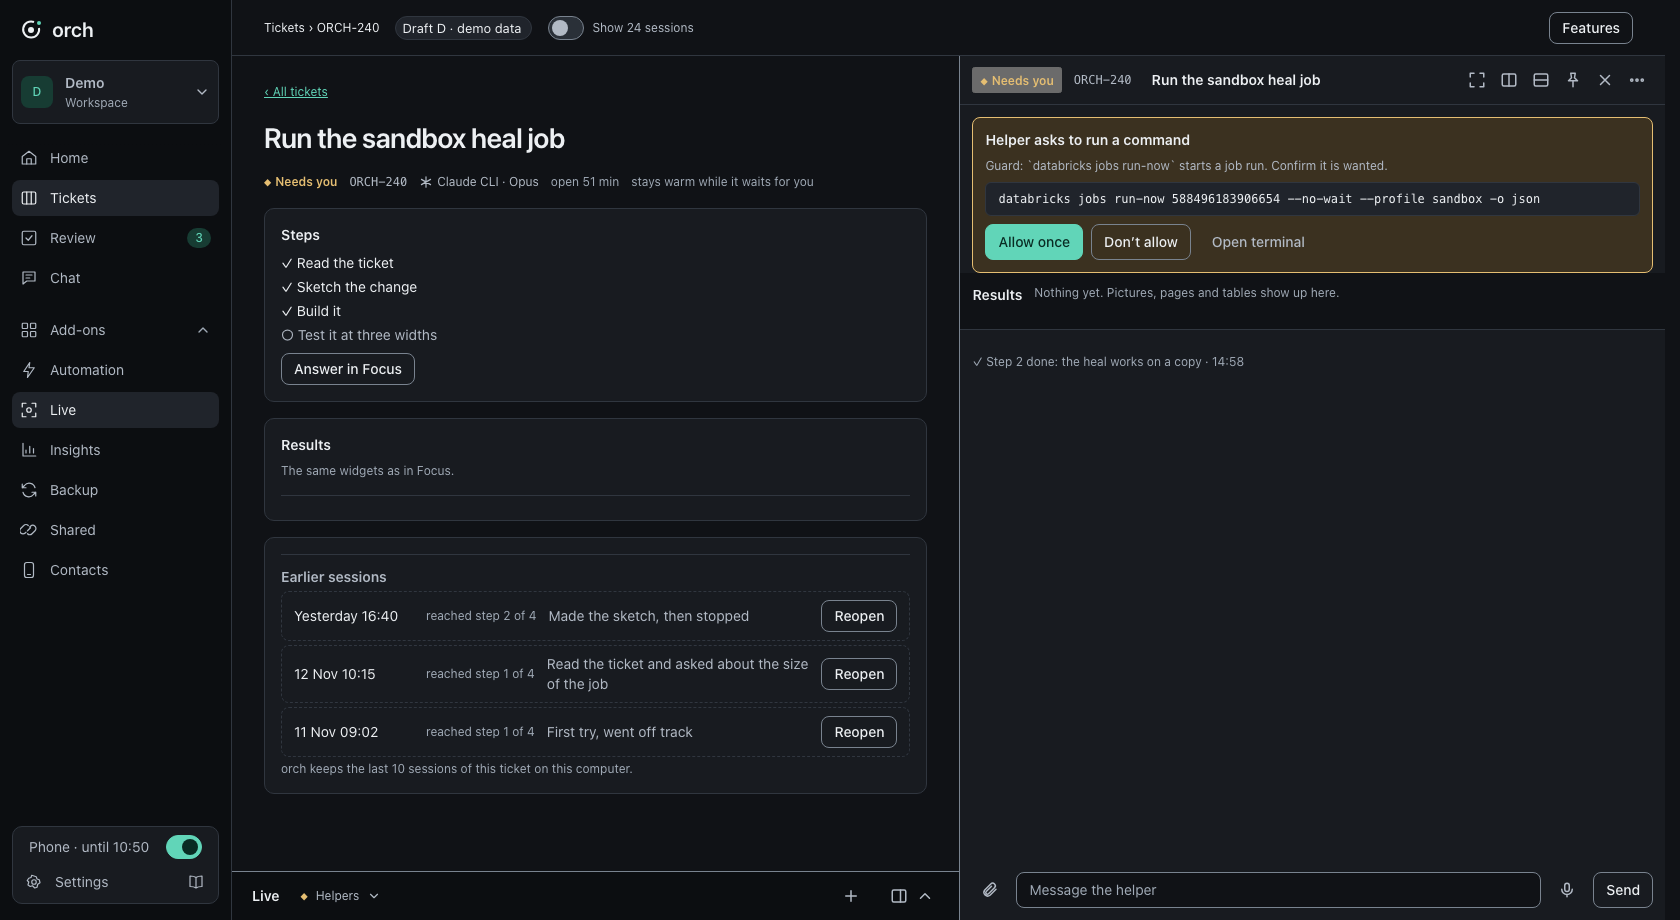 orch
Tickets › ORCH-240
Draft D · demo data
Show 24 sessions
Features
D
Demo
Workspace
Home
Tickets
Review
3
Chat
Add-ons
Automation
Live
Insights
Backup
Shared
Contacts
Phone · until 10:50
Settings
‹ All tickets
Run the sandbox heal job
Needs you
ORCH-240
Claude CLI · Opus
open 51 min
stays warm while it waits for you
Steps
✓ Read the ticket
✓ Sketch the change
✓ Build it
Test it at three widths
Answer in Focus
Results
The same widgets as in Focus.
Earlier sessions
Yesterday 16:40
reached step 2 of 4
Made the sketch, then stopped
Reopen
12 Nov 10:15
reached step 1 of 4
Read the ticket and asked about the size
of the job
Reopen
11 Nov 09:02
reached step 1 of 4
First try, went off track
Reopen
orch keeps the last 10 sessions of this ticket on this computer.
Live
Helpers
Needs you
ORCH-240
Run the sandbox heal job
Helper asks to run a command
Guard: `databricks jobs run-now` starts a job run. Confirm it is wanted.
databricks jobs run-now 588496183906654 --no-wait --profile sandbox -o json
Allow once
Don't allow
Open terminal
Results
Nothing yet. Pictures, pages and tables show up here.
✓ Step 2 done: the heal works on a copy · 14:58
Message the helper
Send